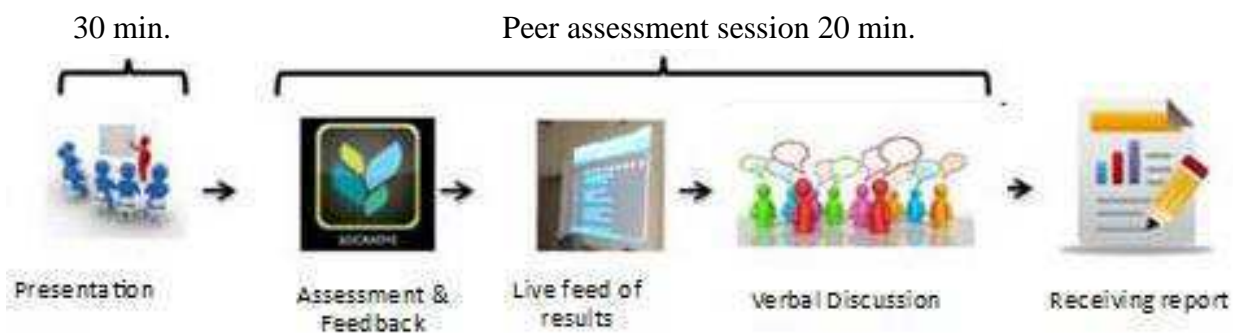 30 min.
Peer assessment session 20 min.
Presentation
Assessment &
Feedback
Live feed of
results
Verbal Discussion
Receiving report